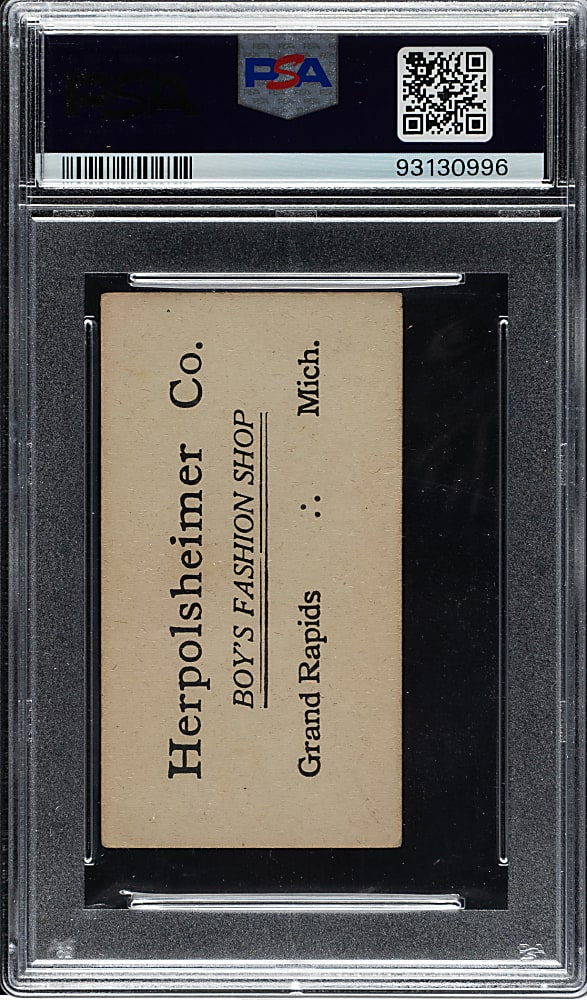 PSA
93130996
Herpolsheimer Co.
BOY'S FASHION SHOP
Grand Rapids ∴ Mich.